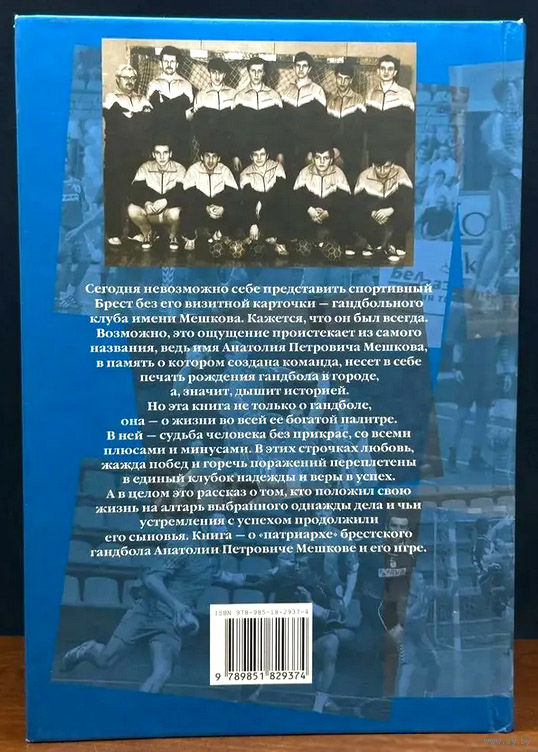 Сегодня невозможно себе представить спортивный
Брест без его визитной карточки — гандбольного
клуба имени Мешкова. Кажется, что он был всегда.
Возможно, это ощущение проистекает из самого
названия, ведь имя Анатолия Петровича Мешкова,
в память о котором создана команда, несет в себе
печать рождения гандбола в городе,
а, значит, дышит историей.
Но эта книга не только о гандболе,
она — о жизни во всей ее богатой палитре.
В ней — судьба человека без прикрас, со всеми
плюсами и минусами. В этих строчках любовь,
жажда побед и горечь поражений переплетены
в единый клубок надежды и веры в успех.
А в целом это рассказ о том, кто положил свою
жизнь на алтарь выбранного однажды дела и чьи
устремления с успехом продолжили
его сыновья. Книга — о «патриархе» брестского
гандбола Анатолии Петровиче Мешкове и его игре.
ISBN 978-985-18-2937-4
9 789851 829374